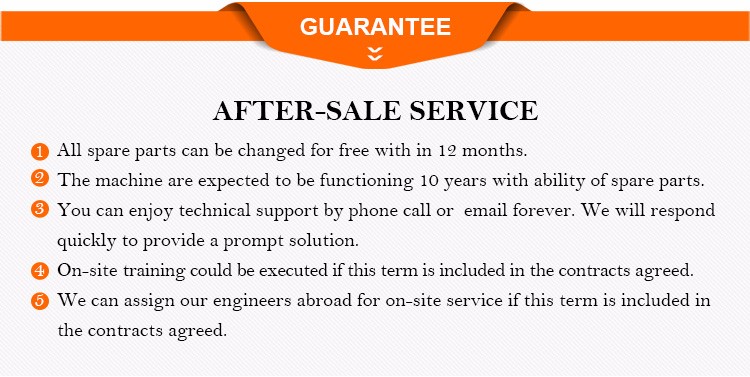 GUARANTEE
AFTER-SALE SERVICE
1 All spare parts can be changed for free with in 12 months.
2 The machine are expected to be functioning 10 years with ability of spare parts.
3 You can enjoy technical support by phone call or email forever. We will respond
quickly to provide a prompt solution.
4 On-site training could be executed if this term is included in the contracts agreed.
5 We can assign our engineers abroad for on-site service if this term is included in
the contracts agreed.